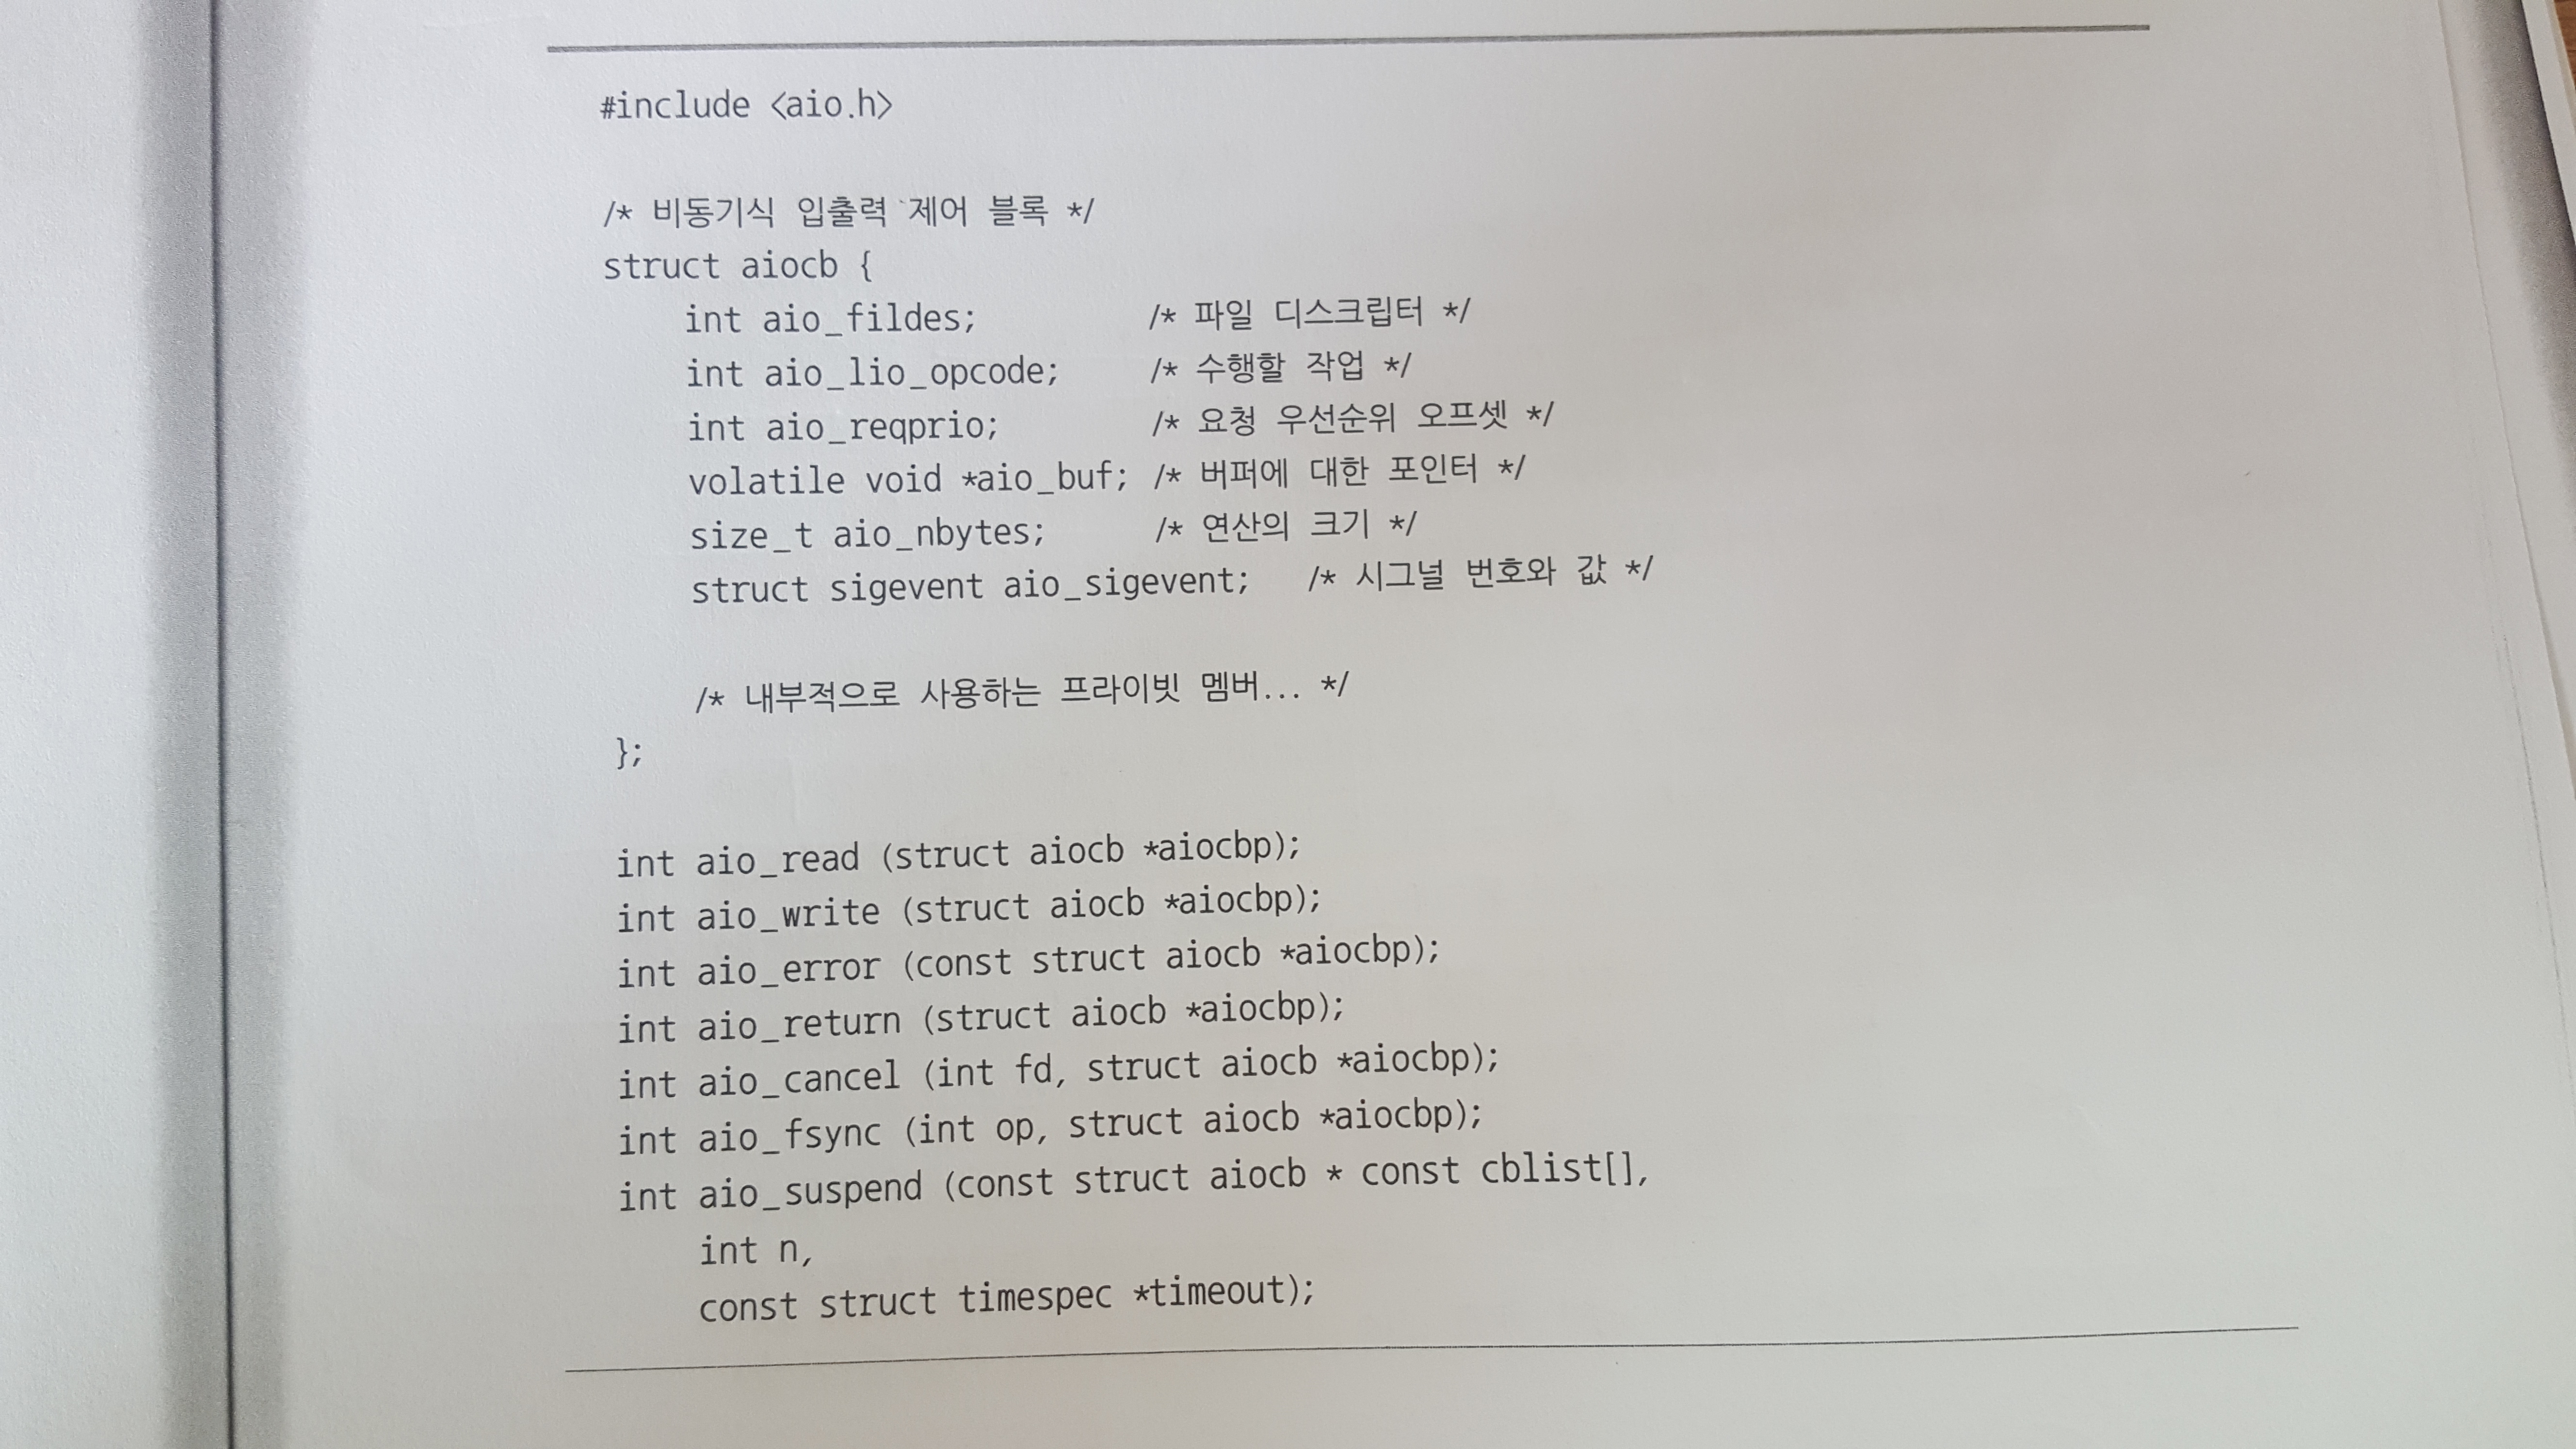 #include <aio.h>
/* 비동기식 입출력 제어 블록 */
struct aiocb {
int aio_fildes; /* 파일 디스크립터 */
int aio_lio_opcode; /* 수행할 작업 */
int aio_reqprio; /* 요청 우선순위 오프셋 */
volatile void *aio_buf; /* 버퍼에 대한 포인터 */
size_t aio_nbytes; /* 연산의 크기 */
struct sigevent aio_sigevent; /* 시그널 번호와 값 */
/* 내부적으로 사용하는 프라이빗 멤버... */
};
int aio_read (struct aiocb *aiocbp);
int aio_write (struct aiocb *aiocbp);
int aio_error (const struct aiocb *aiocbp);
int aio_return (struct aiocb *aiocbp);
int aio_cancel (int fd, struct aiocb *aiocbp);
int aio_fsync (int op, struct aiocb *aiocbp);
int aio_suspend (const struct aiocb * const cblist[],
int n,
const struct timespec *timeout);